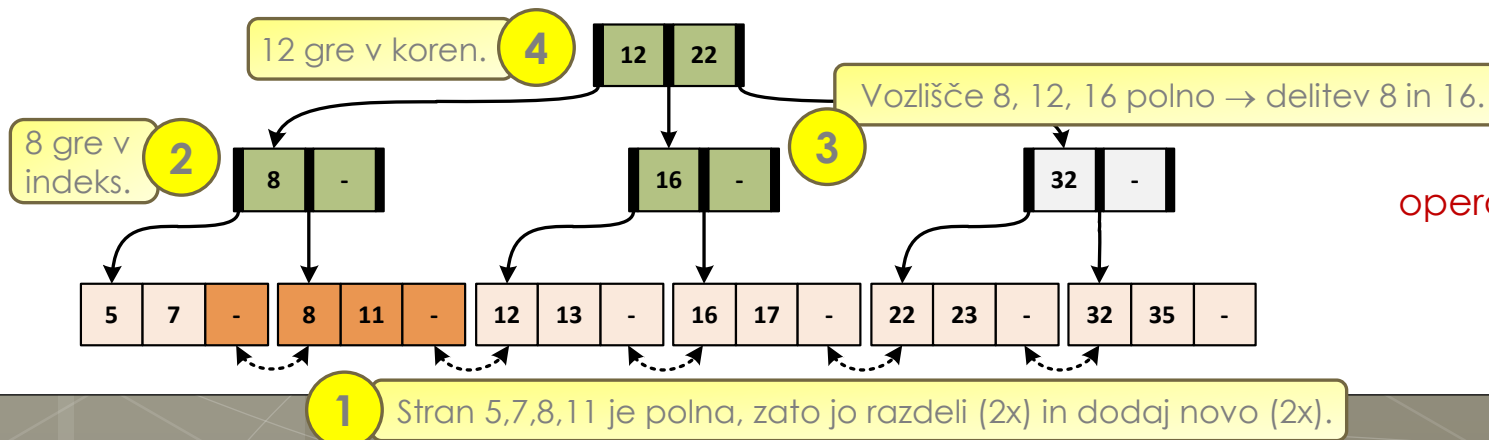 12 gre v koren. 4
12 22
Vozlišče 8, 12, 16 polno → delitev 8 in 16.
3
8 gre v
indeks.
2
8 -
16 -
32 -
5 7 - 8 11 - 12 13 - 16 17 - 22 23 - 32 35 -
1 Stran 5,7,8,11 je polna, zato jo razdeli (2x) in dodaj novo (2x).